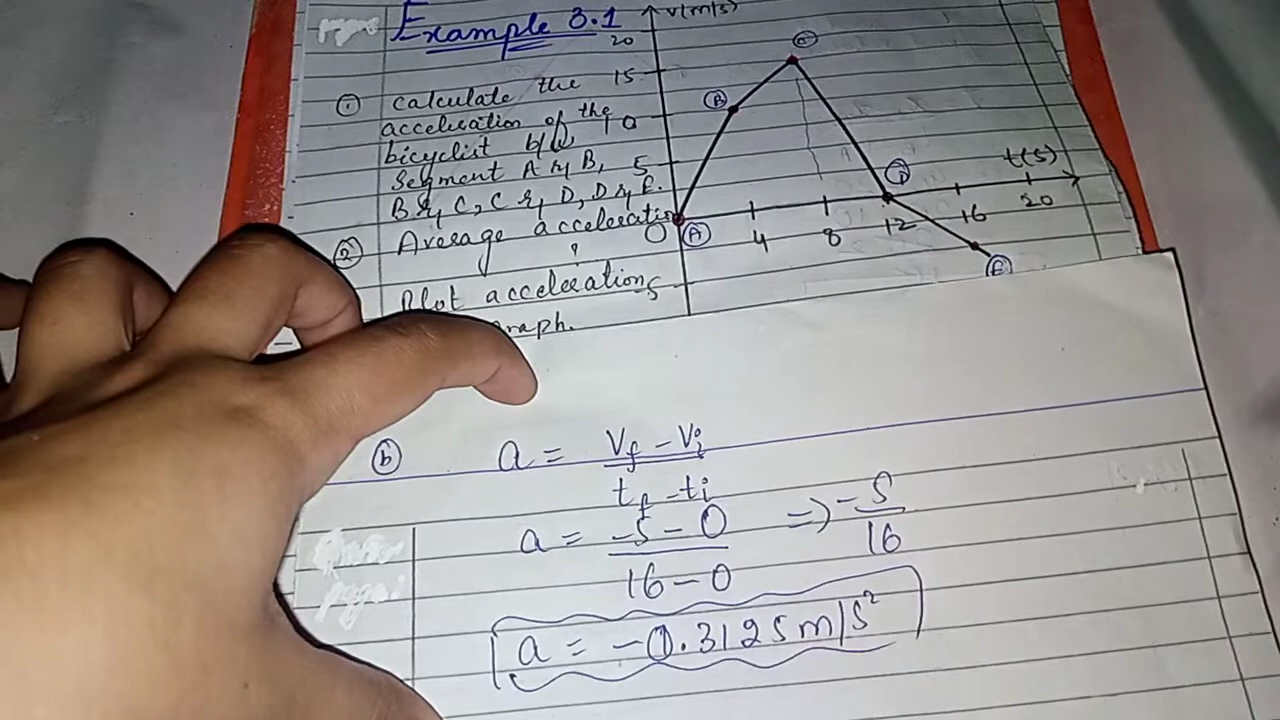 Example 3.1
① calculate the
acceleration of the
bicyclist b/w
Segment A & B,
B &, C, C &, D, D & E.
② Average acceleration
?
Plot accelerations
graph.
v(m/s)
20
15
10
5
0
-5
4 8 12 16 20
t(s)
Ⓐ
Ⓑ
Ⓒ
Ⓓ
Ⓔ
ⓑ a = Vf - Vi
tf - ti
a = -5 - 0 => -5
16 - 0 16
a = -0.3125 m/s²